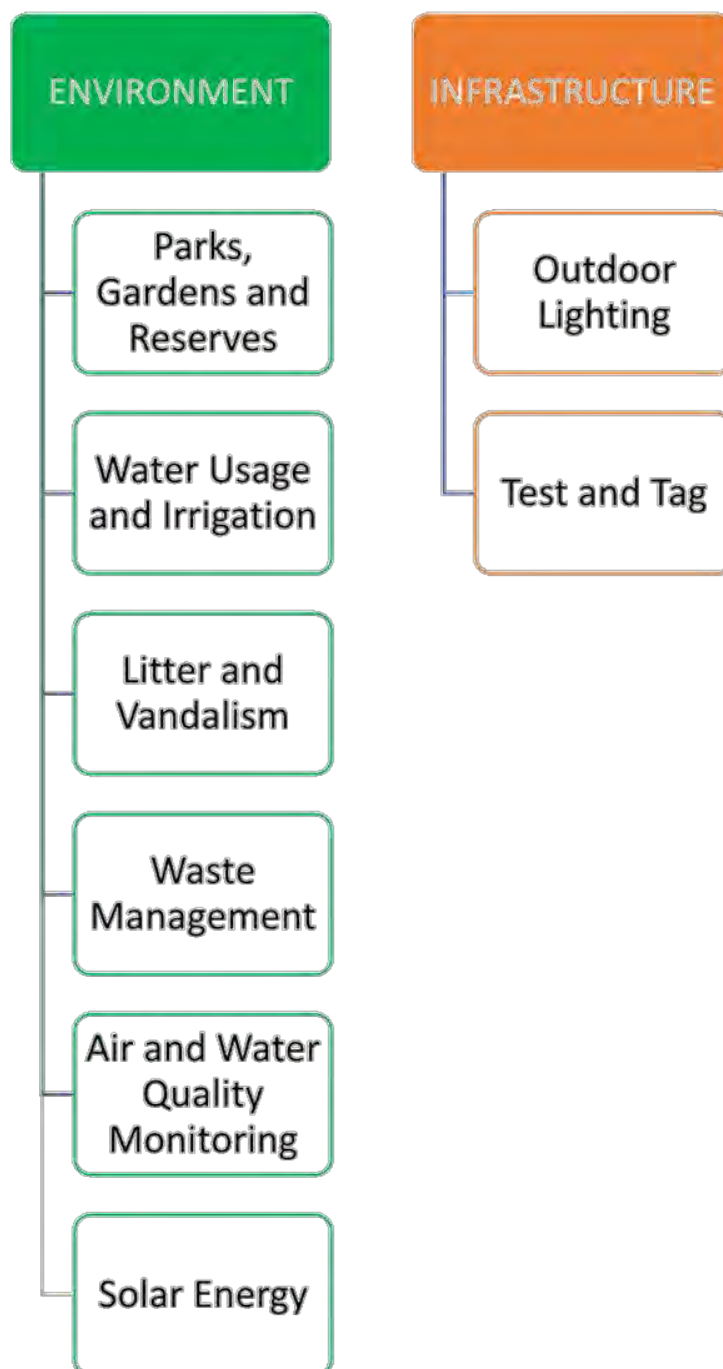 ENVIRONMENT
Parks,
Gardens and
Reserves
Water Usage
and Irrigation
Litter and
Vandalism
Waste
Management
Air and Water
Quality
Monitoring
Solar Energy
INFRASTRUCTURE
Outdoor
Lighting
Test and Tag